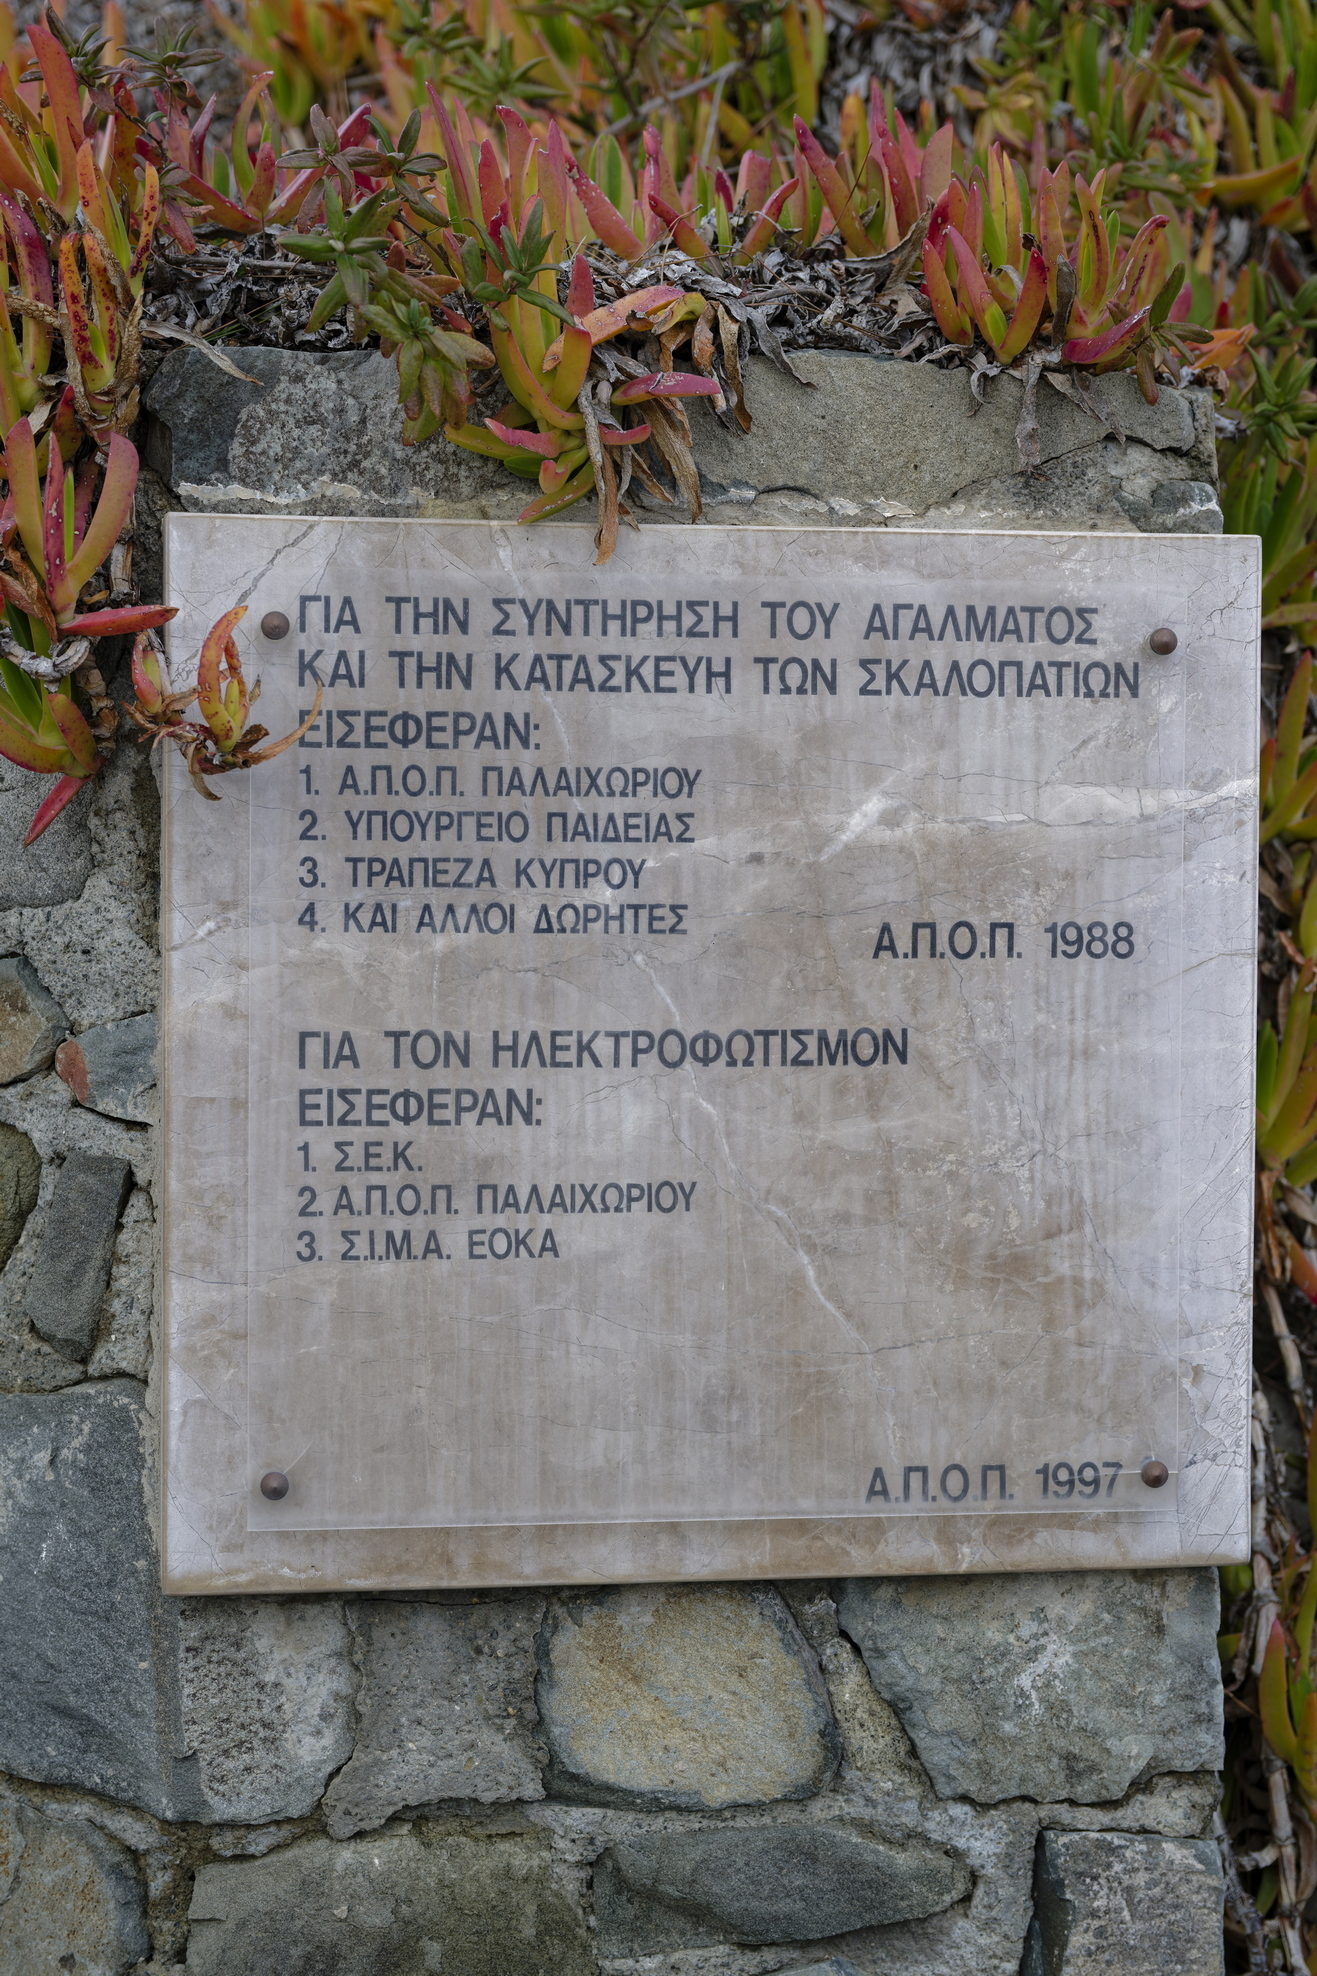 ΓΙΑ ΤΗΝ ΣΥΝΤΗΡΗΣΗ ΤΟΥ ΑΓΑΛΜΑΤΟΣ
ΚΑΙ ΤΗΝ ΚΑΤΑΣΚΕΥΗ ΤΩΝ ΣΚΑΛΟΠΑΤΙΩΝ
ΕΙΣΕΦΕΡΑΝ:
1. Α.Π.Ο.Π. ΠΑΛΑΙΧΩΡΙΟΥ
2. ΥΠΟΥΡΓΕΙΟ ΠΑΙΔΕΙΑΣ
3. ΤΡΑΠΕΖΑ ΚΥΠΡΟΥ
4. ΚΑΙ ΑΛΛΟΙ ΔΩΡΗΤΕΣ
Α.Π.Ο.Π. 1988
ΓΙΑ ΤΟΝ ΗΛΕΚΤΡΟΦΩΤΙΣΜΟΝ
ΕΙΣΕΦΕΡΑΝ:
1. Σ.Ε.Κ.
2. Α.Π.Ο.Π. ΠΑΛΑΙΧΩΡΙΟΥ
3. Σ.Ι.Μ.Α. ΕΟΚΑ
Α.Π.Ο.Π. 1997